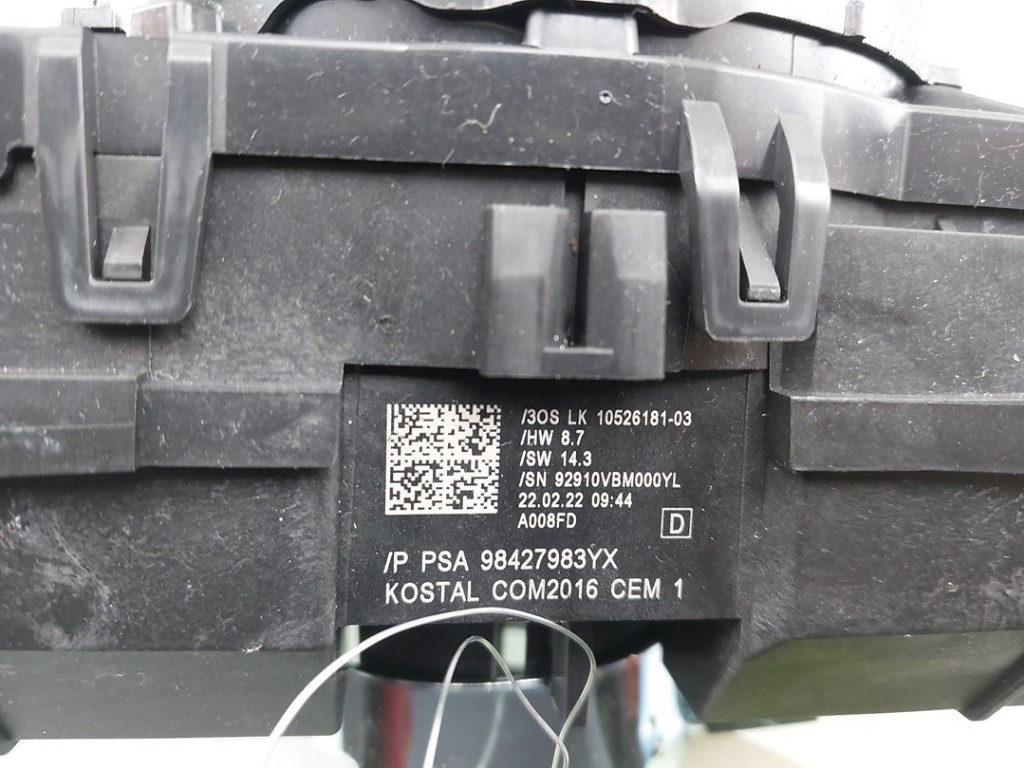 /3OS LK 10526181-03
/HW 8.7
/SW 14.3
/SN 92910VBM000YL
22.02.22 09:44
A008FD
D
/P PSA 98427983YX
KOSTAL COM2016 CEM 1